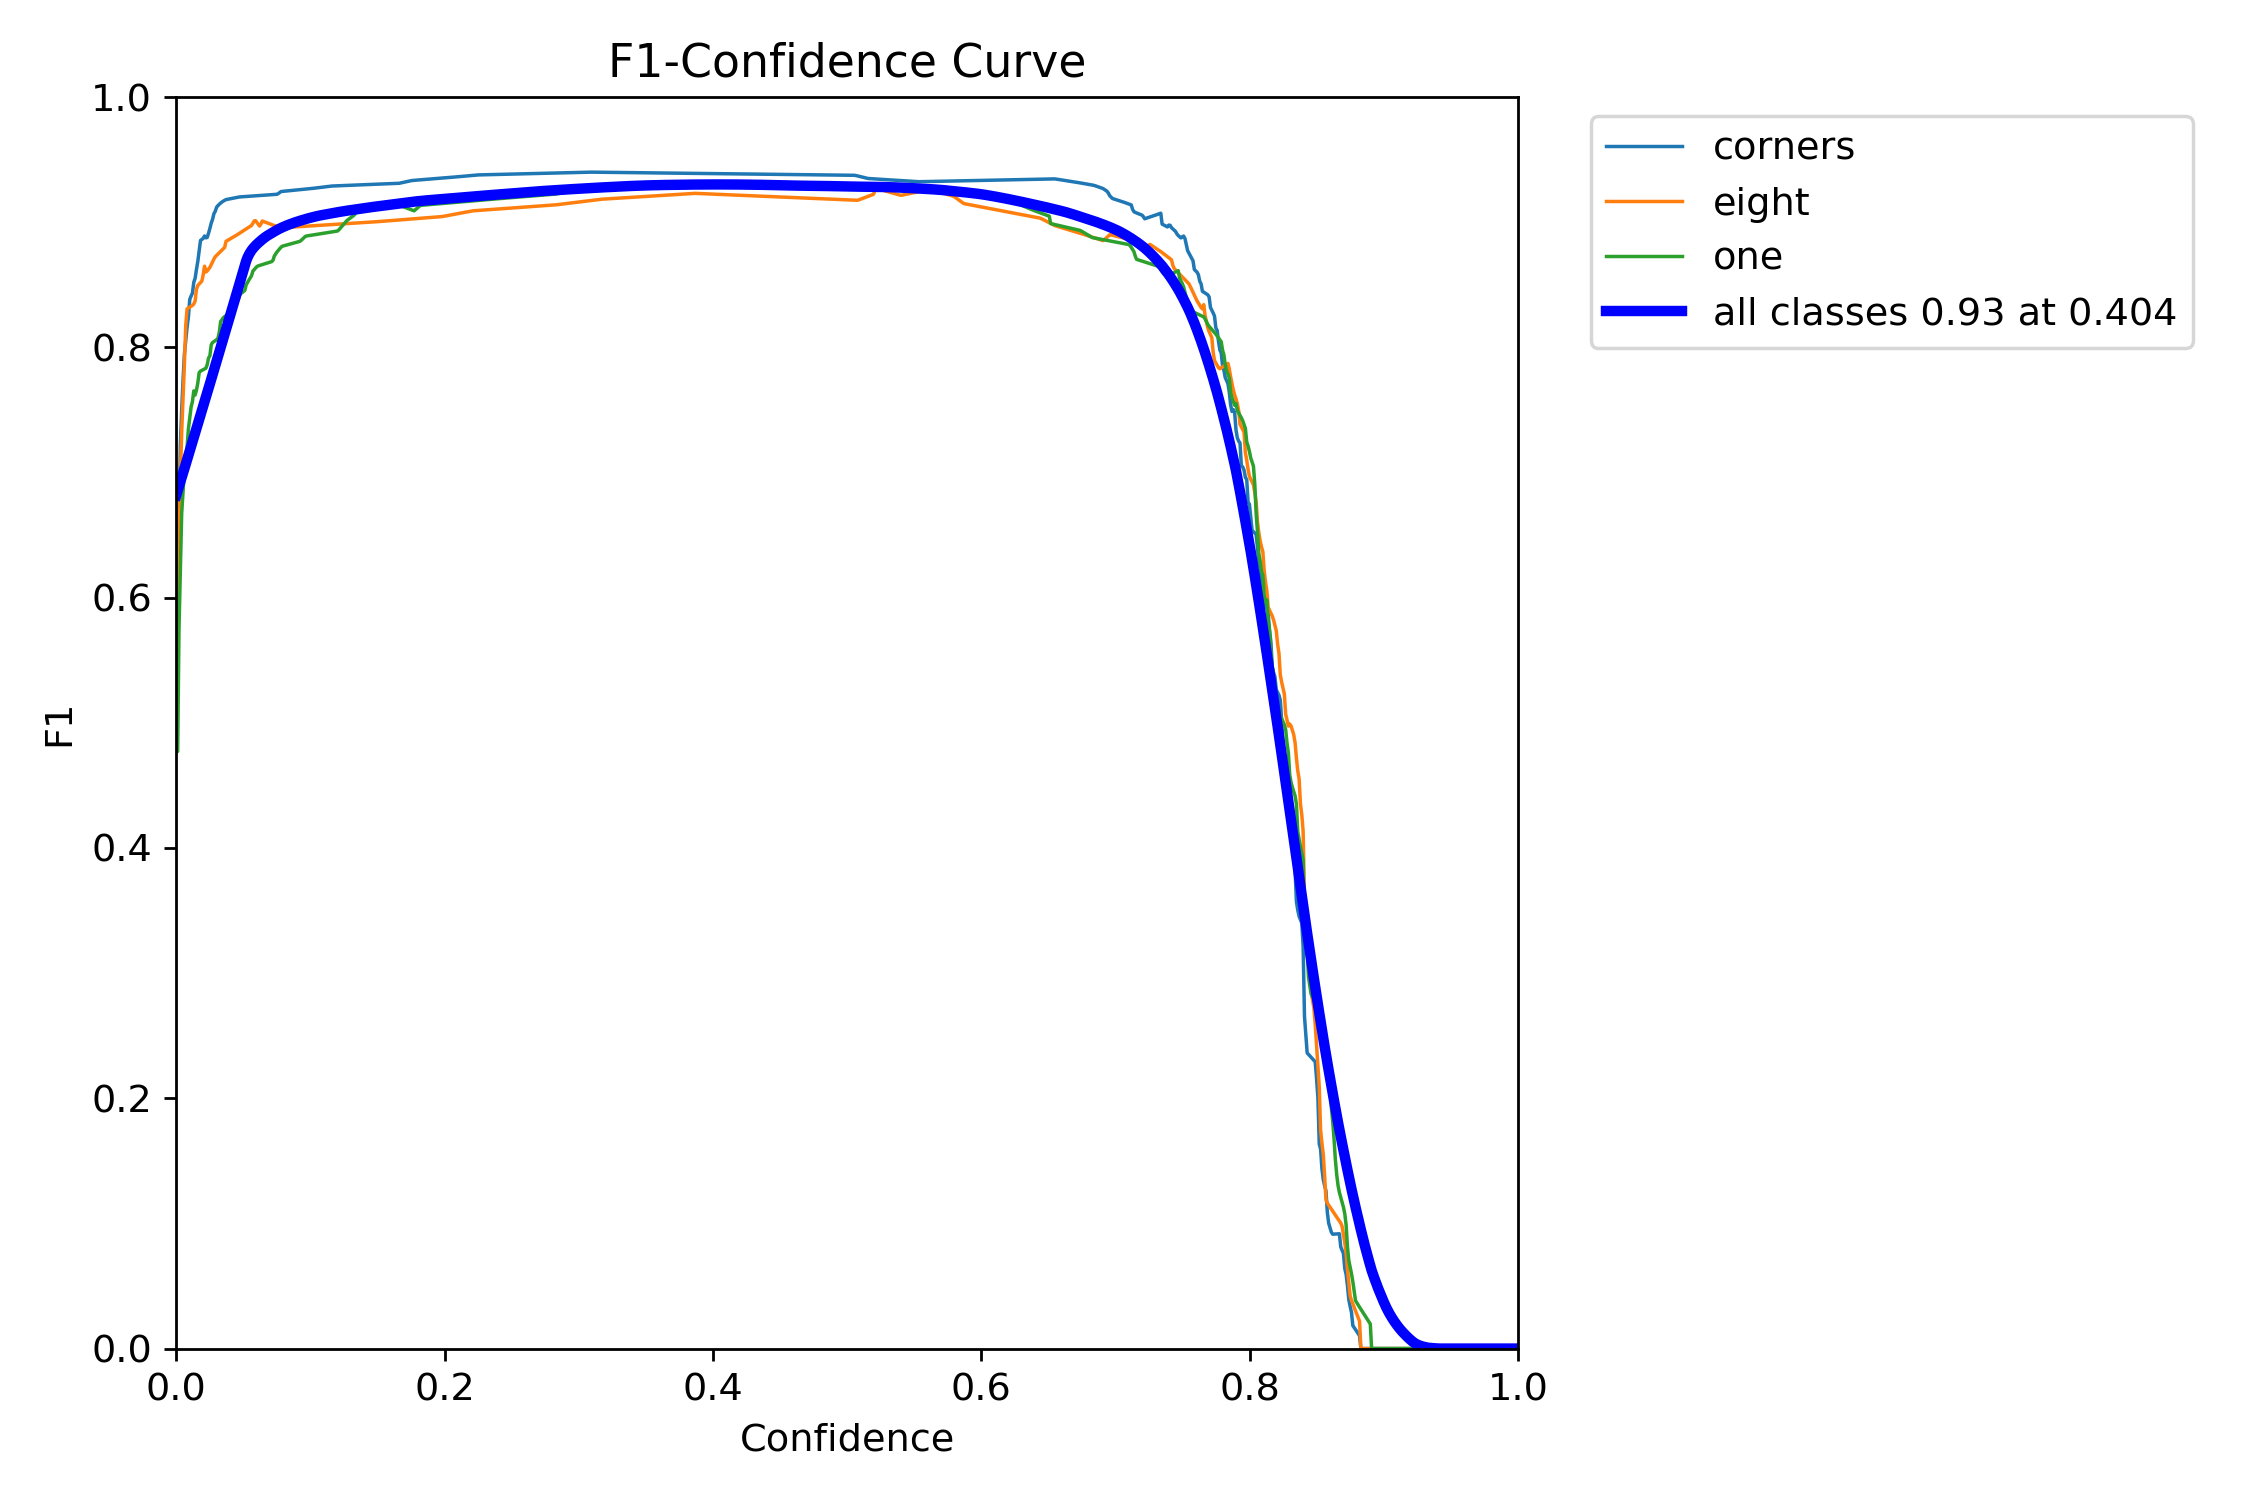 F1-Confidence Curve
1.0
0.8
0.6
0.4
0.2
0.0
F1
0.0 0.2 0.4 0.6 0.8 1.0
Confidence
corners
eight
one
all classes 0.93 at 0.404